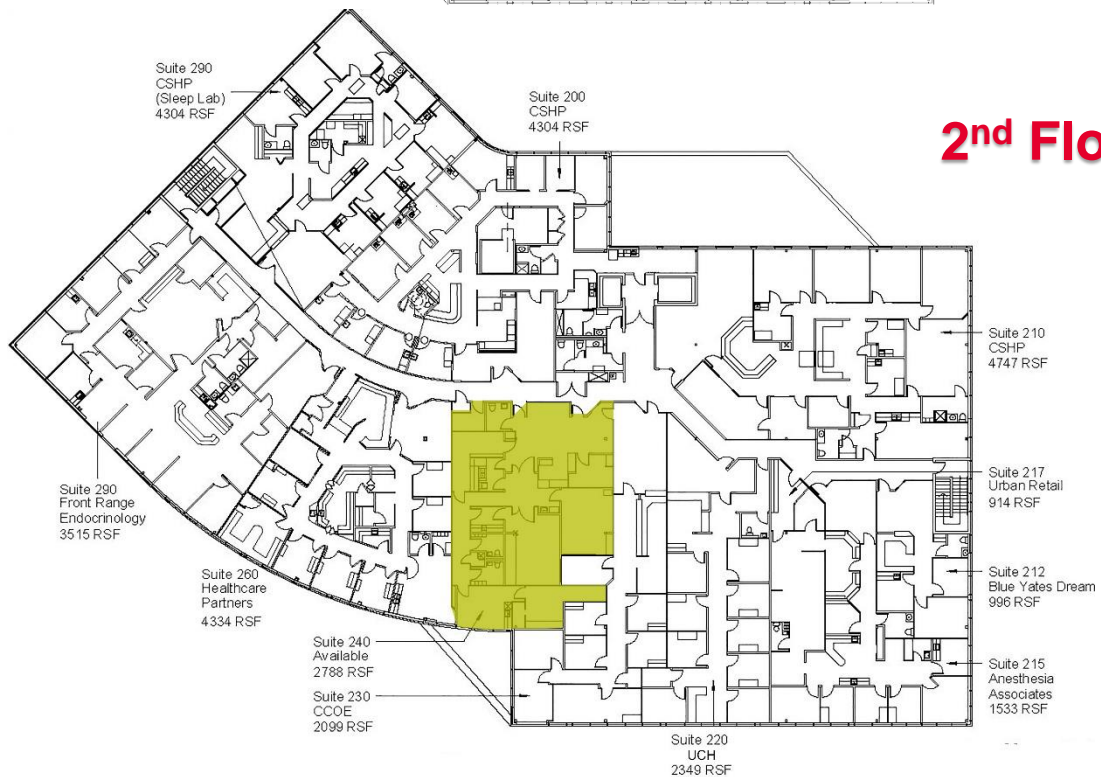 Suite 290
CSHP
(Sleep Lab)
4304 RSF
Suite 200
CSHP
4304 RSF
2nd Flo
Suite 210
CSHP
4747 RSF
Suite 217
Urban Retail
914 RSF
Suite 290
Front Range
Endocrinology
3515 RSF
Suite 260
Healthcare
Partners
4334 RSF
Suite 212
Blue Yates Dream
996 RSF
Suite 240
Available
2788 RSF
Suite 215
Anesthesia
Associates
1533 RSF
Suite 230
CCOE
2099 RSF
Suite 220
UCH
2349 RSF